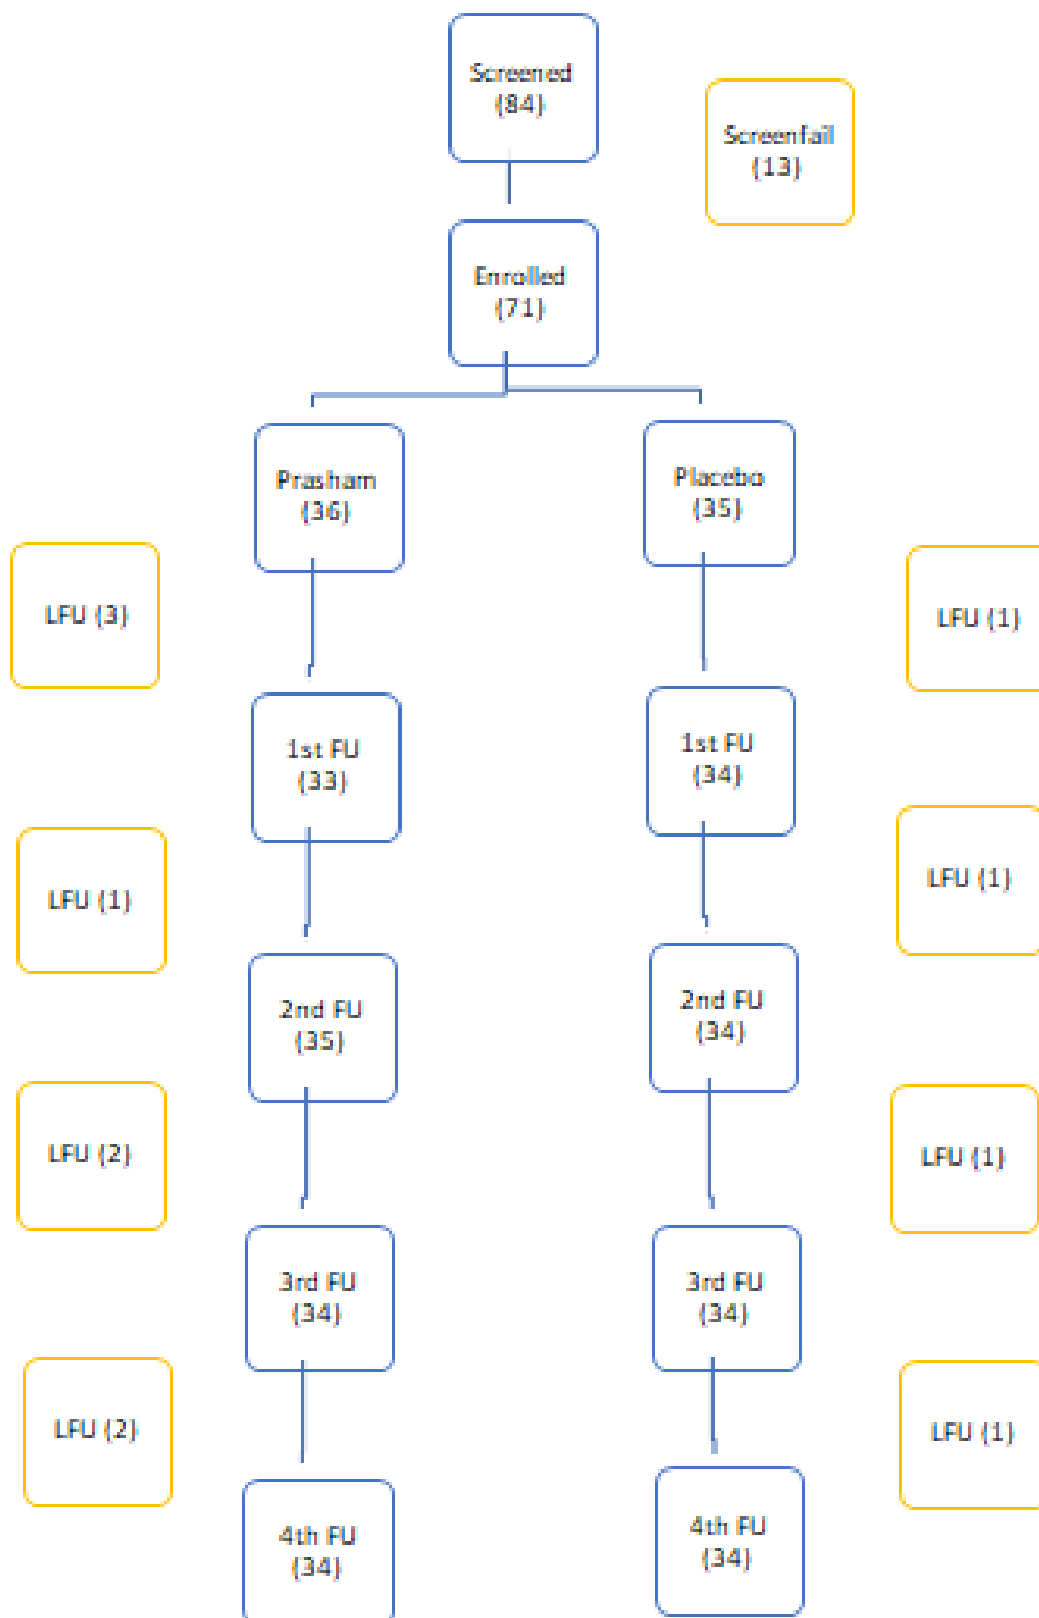 Screened
(84)
Screenfail
(13)
Enrolled
(71)
Prasham
(36)
Placebo
(35)
LFU (3)
LFU (1)
1st FU
(33)
1st FU
(34)
LFU (1)
LFU (1)
2nd FU
(35)
2nd FU
(34)
LFU (2)
LFU (1)
3rd FU
(34)
3rd FU
(34)
LFU (2)
LFU (1)
4th FU
(34)
4th FU
(34)